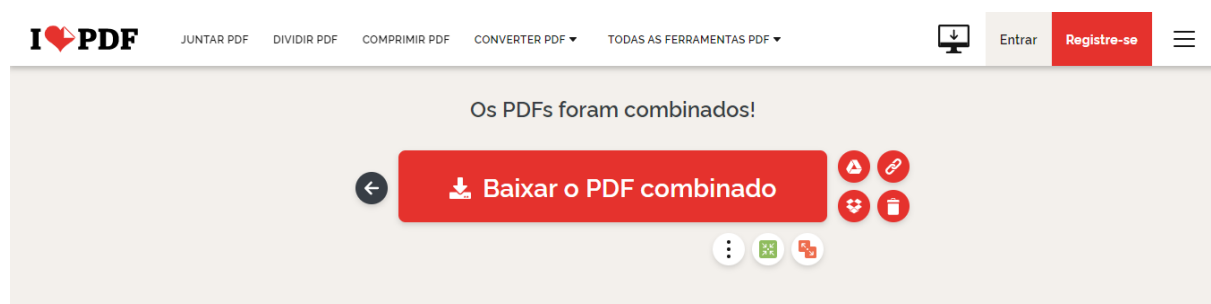 I PDF
JUNTAR PDF DIVIDIR PDF COMPRIMIR PDF CONVERTER PDF TODAS AS FERRAMENTAS PDF Entrar Registre-se
Os PDFs foram combinados!
Baixar o PDF combinado